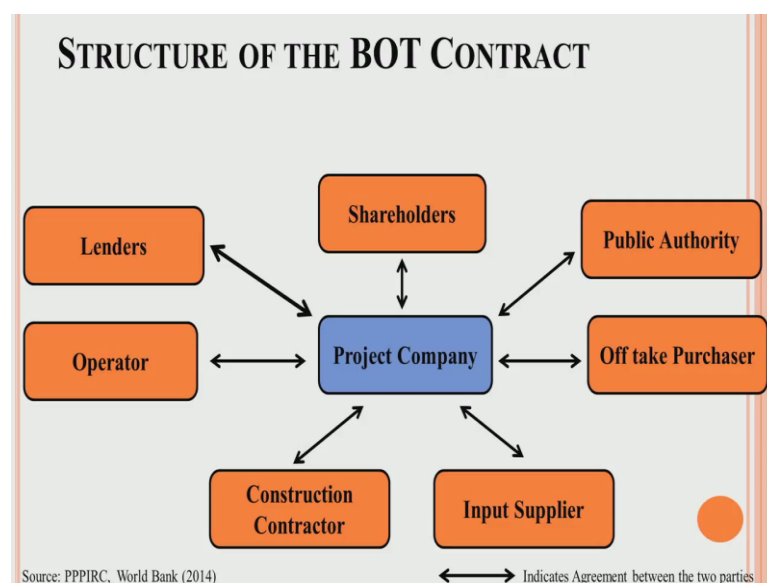 STRUCTURE OF THE BOT CONTRACT
Shareholders
Lenders
Public Authority
Operator
Project Company
Off take Purchaser
Construction
Contractor
Input Supplier
Source: PPPIRC, World Bank (2014)
Indicates Agreement between the two parties